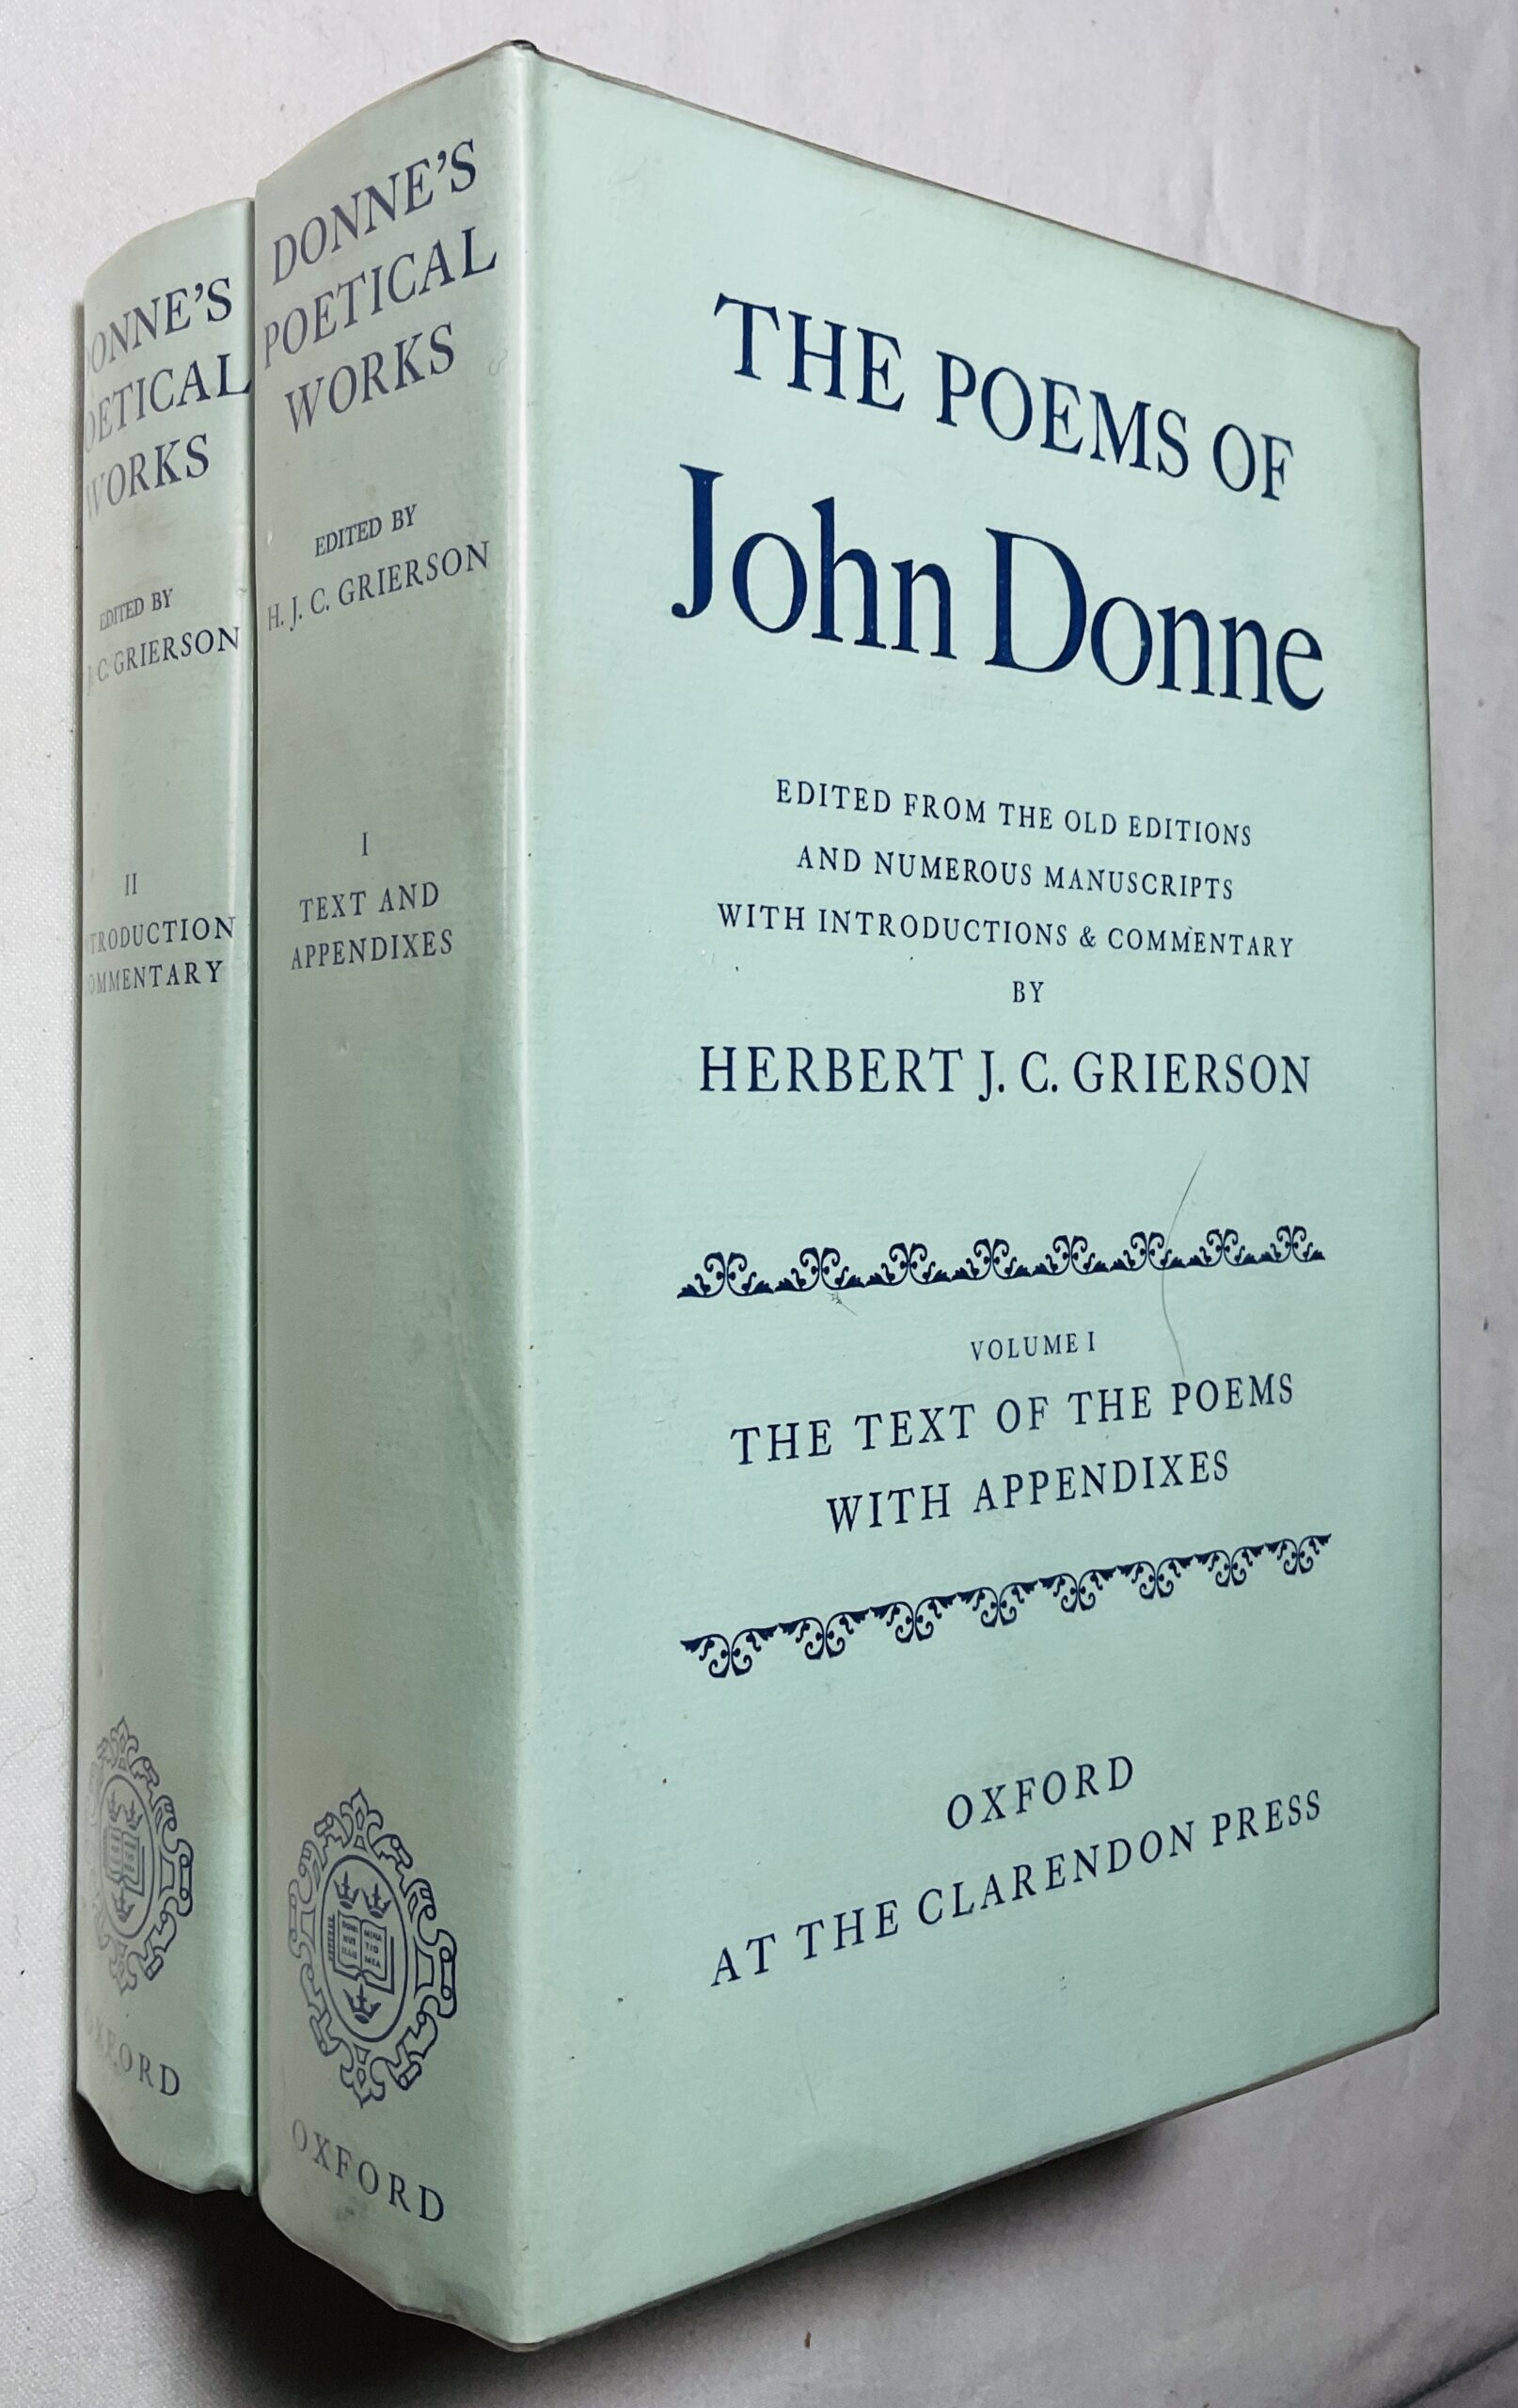 ONNE'S
OETICAL
WORKS
EDITED BY
C. GRIERSON
II
TRODUCTION
OMMENTARY
OXFORD
DONNE'S
POETICAL
WORKS
EDITED BY
H. J. C. GRIERSON
I
TEXT AND
APPENDIXES
OXFORD
THE POEMS OF
John Donne
EDITED FROM THE OLD EDITIONS
AND NUMEROUS MANUSCRIPTS
WITH INTRODUCTIONS & COMMENTARY
BY
HERBERT J. C. GRIERSON
VOLUME I
THE TEXT OF THE POEMS
WITH APPENDIXES
OXFORD
AT THE CLARENDON PRESS